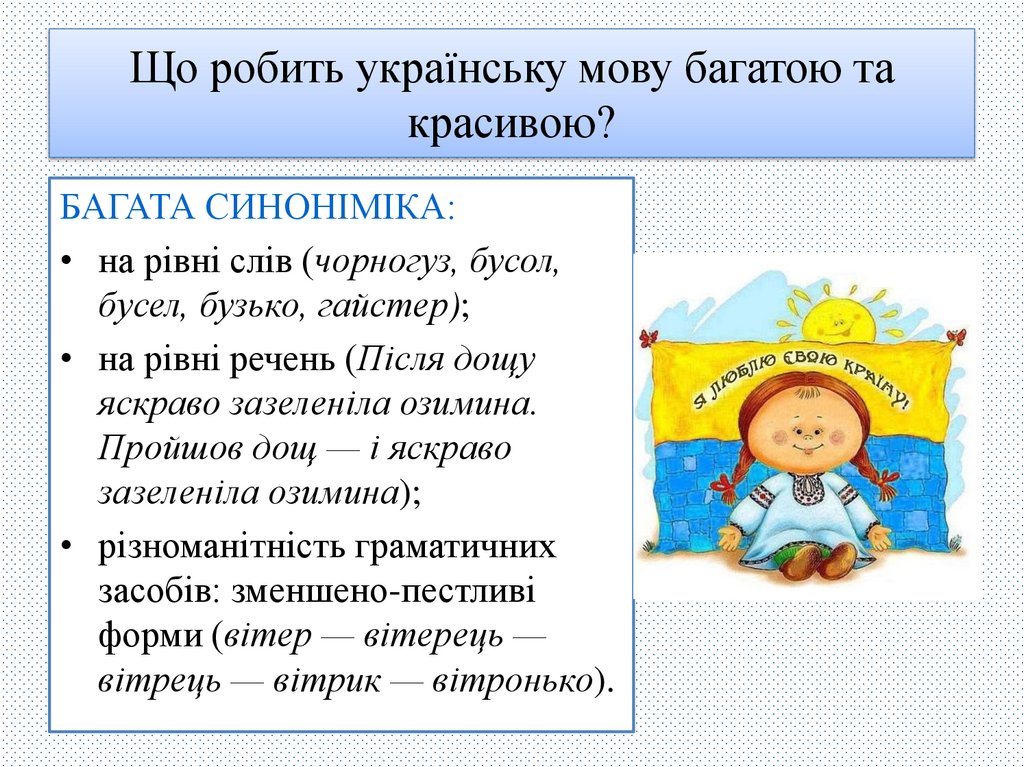 Що робить українську мову багатою та
красивою?
БАГАТА СИНОНІМІКА:
• на рівні слів (чорногуз, бусол,
бусел, бузько, гайстер);
• на рівні речень (Після дощу
яскраво зазеленіла озимина.
Пройшов дощ — і яскраво
зазеленіла озимина);
• різноманітність граматичних
засобів: зменшено-пестливі
форми (вітер — вітерець —
вітрець — вітрик — вітронько).
Я ЛЮБЛЮ СВОЮ КРАЇНУ!